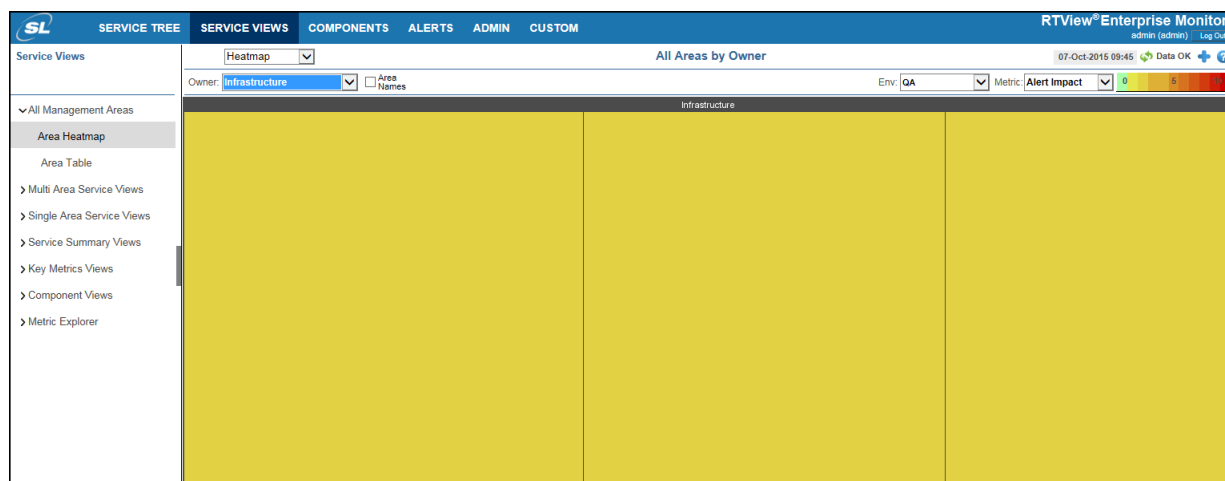 SL SERVICE TREE SERVICE VIEWS COMPONENTS ALERTS ADMIN CUSTOM RTView®Enterprise Monitor
admin (admin) Log Out
Service Views Heatmap All Areas by Owner 07-Oct-2015 09:45 Data OK
Owner: Infrastructure Area Names Env: QA Metric: Alert Impact 0 5
Infrastructure
All Management Areas
Area Heatmap
Area Table
Multi Area Service Views
Single Area Service Views
Service Summary Views
Key Metrics Views
Component Views
Metric Explorer